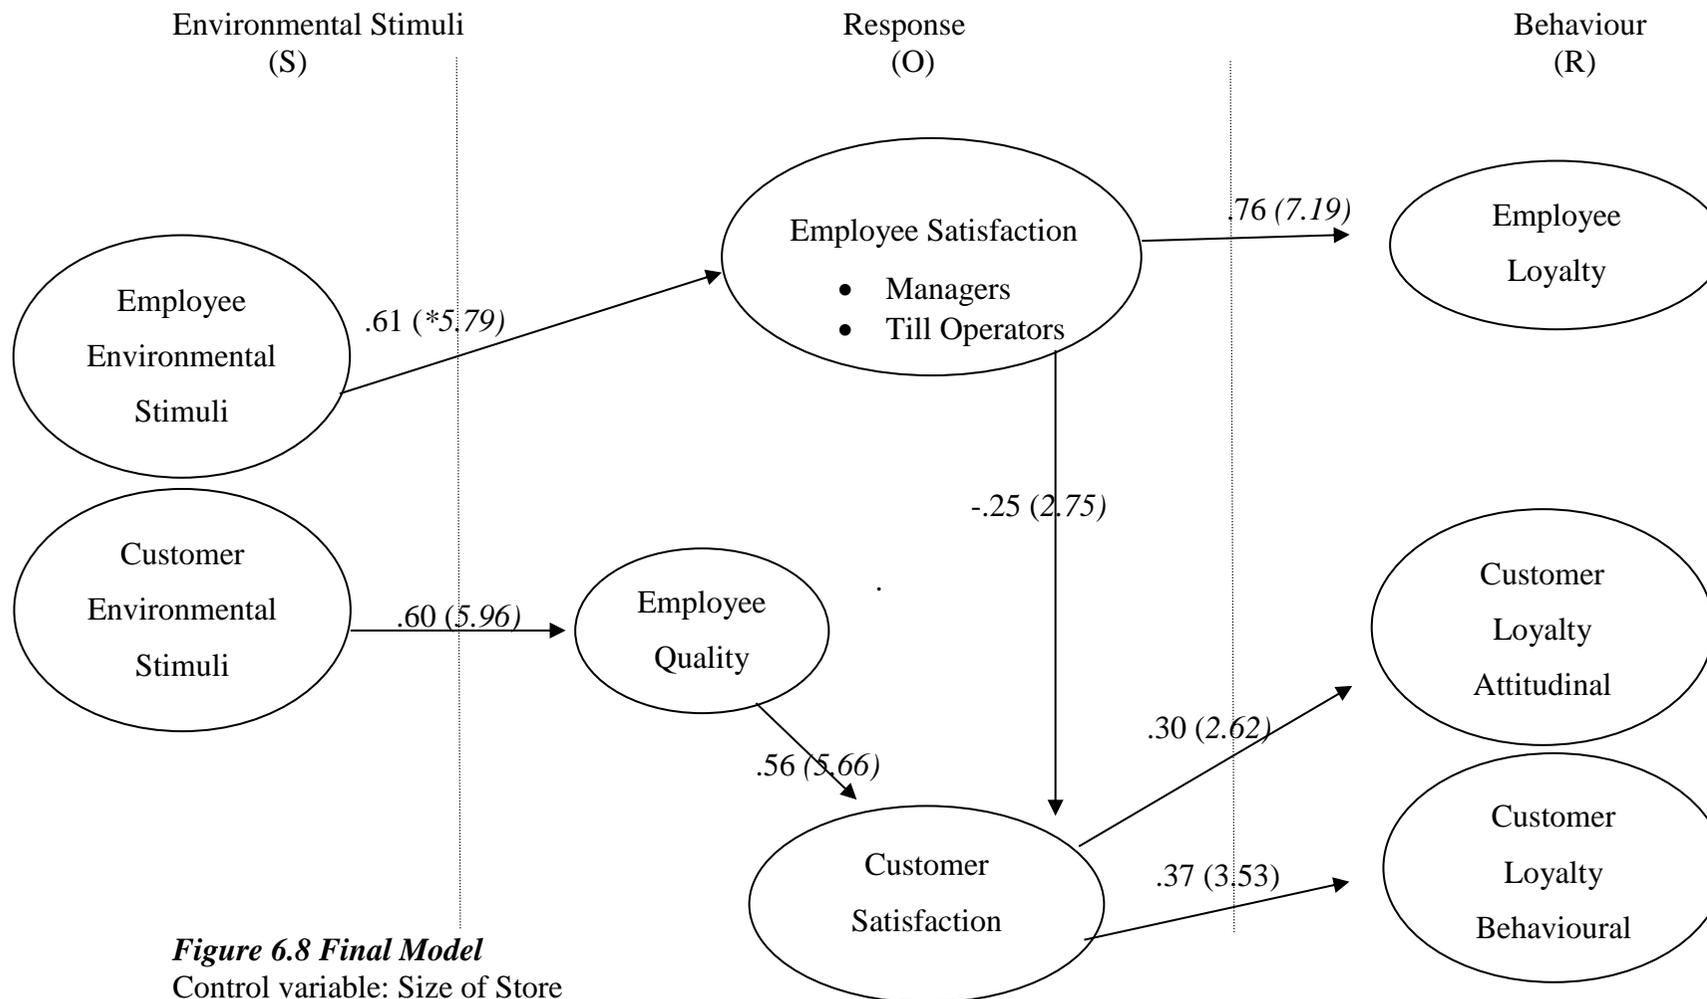 Environmental Stimuli
(S)
Response
(O)
Behaviour
(R)
Employee
Environmental
Stimuli
.61 (*5.79)
Employee Satisfaction
• Managers
• Till Operators
.76 (7.19)
Employee
Loyalty
-.25 (2.75)
Customer
Environmental
Stimuli
.60 (5.96)
Employee
Quality
.
.56 (5.66)
Customer
Satisfaction
.30 (2.62)
Customer
Loyalty
Attitudinal
.37 (3.53)
Customer
Loyalty
Behavioural
Figure 6.8 Final Model
Control variable: Size of Store